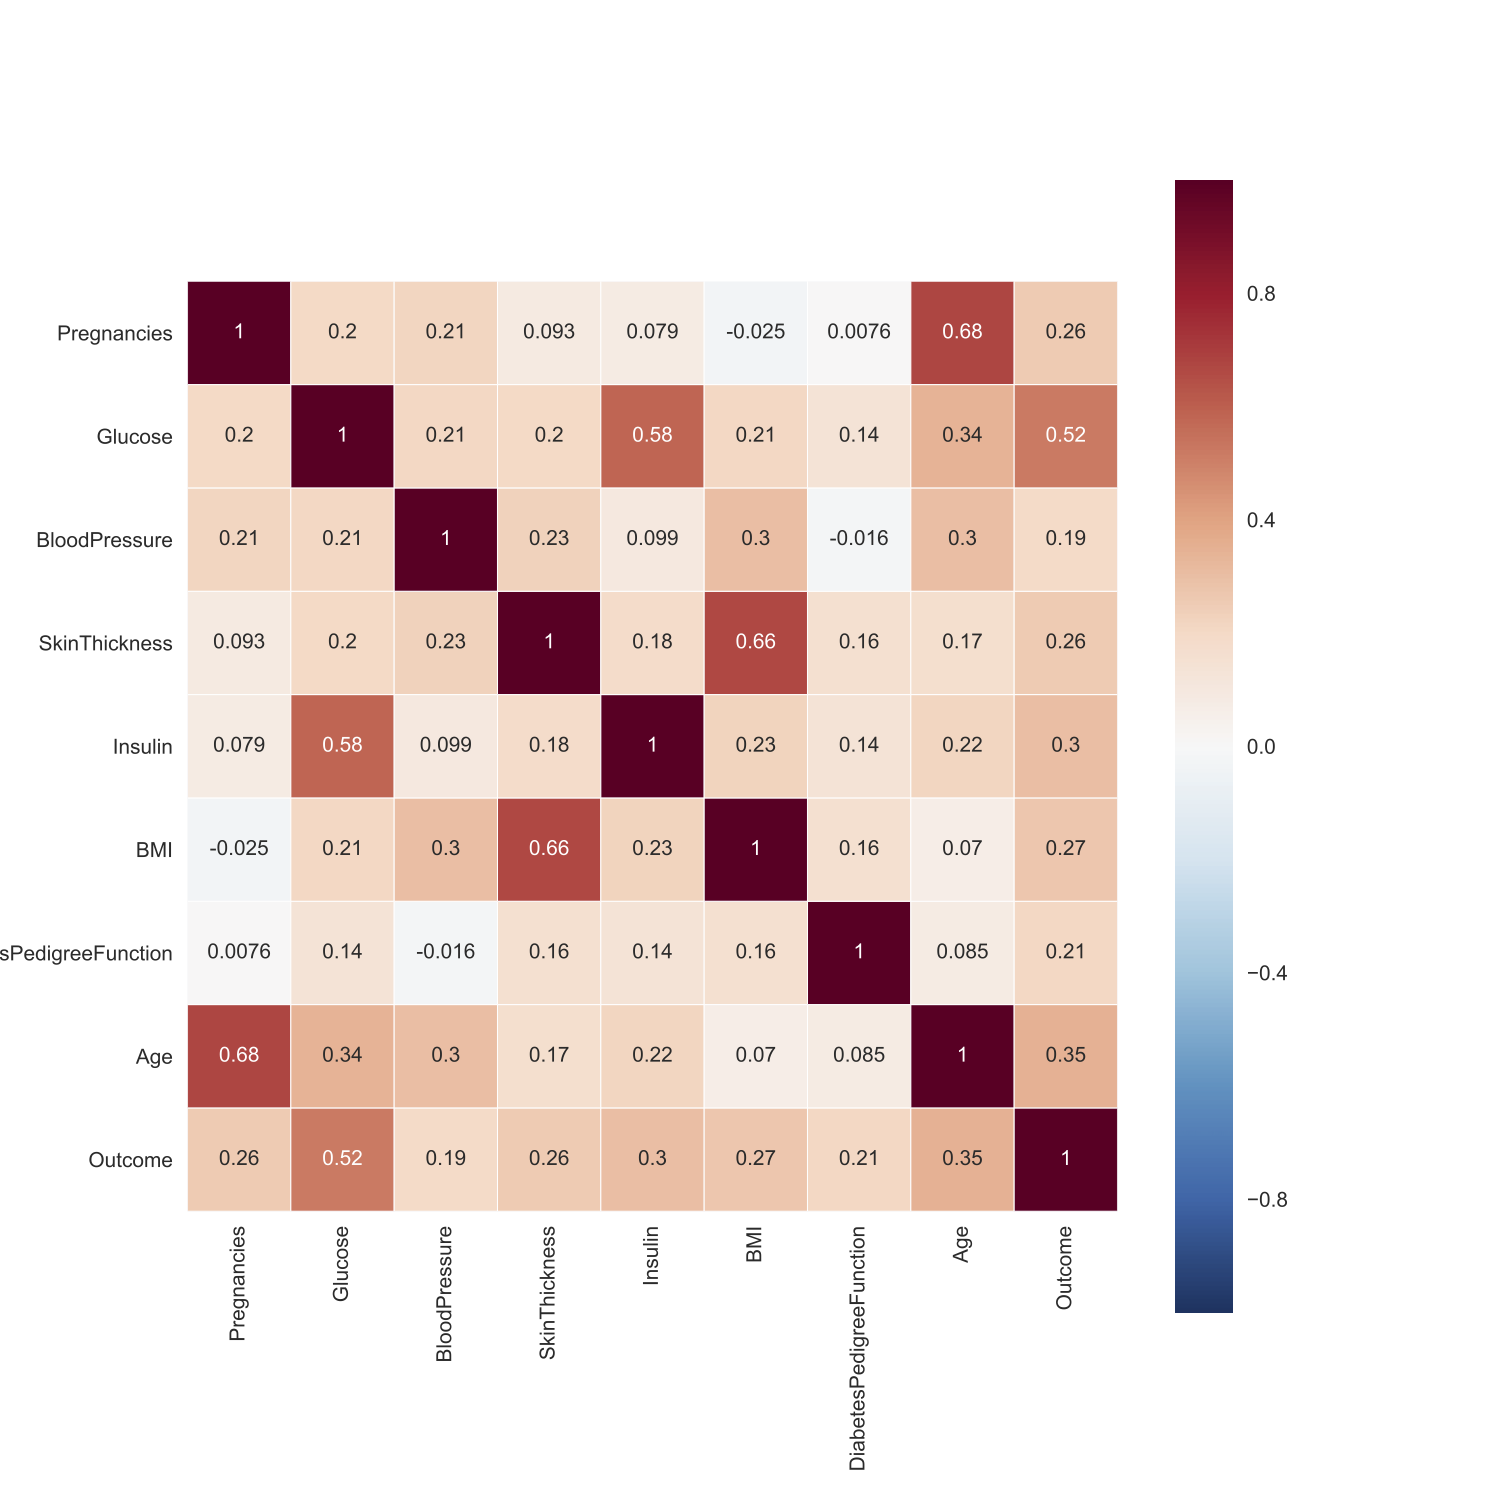 Pregnancies 1 0.2 0.21 0.093 0.079 -0.025 0.0076 0.68 0.26
Glucose 0.2 1 0.21 0.2 0.58 0.21 0.14 0.34 0.52
BloodPressure 0.21 0.21 1 0.23 0.099 0.3 -0.016 0.3 0.19
SkinThickness 0.093 0.2 0.23 1 0.18 0.66 0.16 0.17 0.26
Insulin 0.079 0.58 0.099 0.18 1 0.23 0.14 0.22 0.3
BMI -0.025 0.21 0.3 0.66 0.23 1 0.16 0.07 0.27
sPedigreeFunction 0.0076 0.14 -0.016 0.16 0.14 0.16 1 0.085 0.21
Age 0.68 0.34 0.3 0.17 0.22 0.07 0.085 1 0.35
Outcome 0.26 0.52 0.19 0.26 0.3 0.27 0.21 0.35 1
Pregnancies
Glucose
BloodPressure
SkinThickness
Insulin
BMI
DiabetesPedigreeFunction
Age
Outcome
0.8
0.4
0.0
−0.4
−0.8